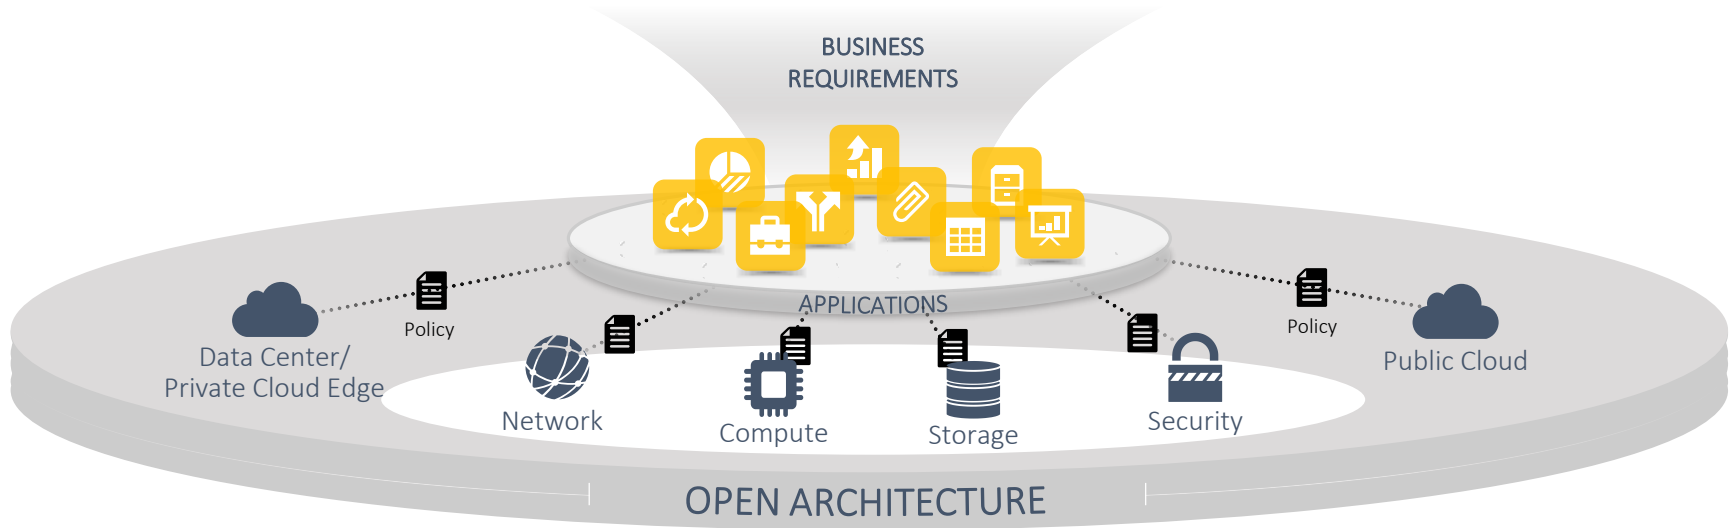 BUSINESS
REQUIREMENTS
APPLICATIONS
Policy
Policy
Data Center/
Private Cloud Edge
Public Cloud
Network
Compute
Storage
Security
OPEN ARCHITECTURE